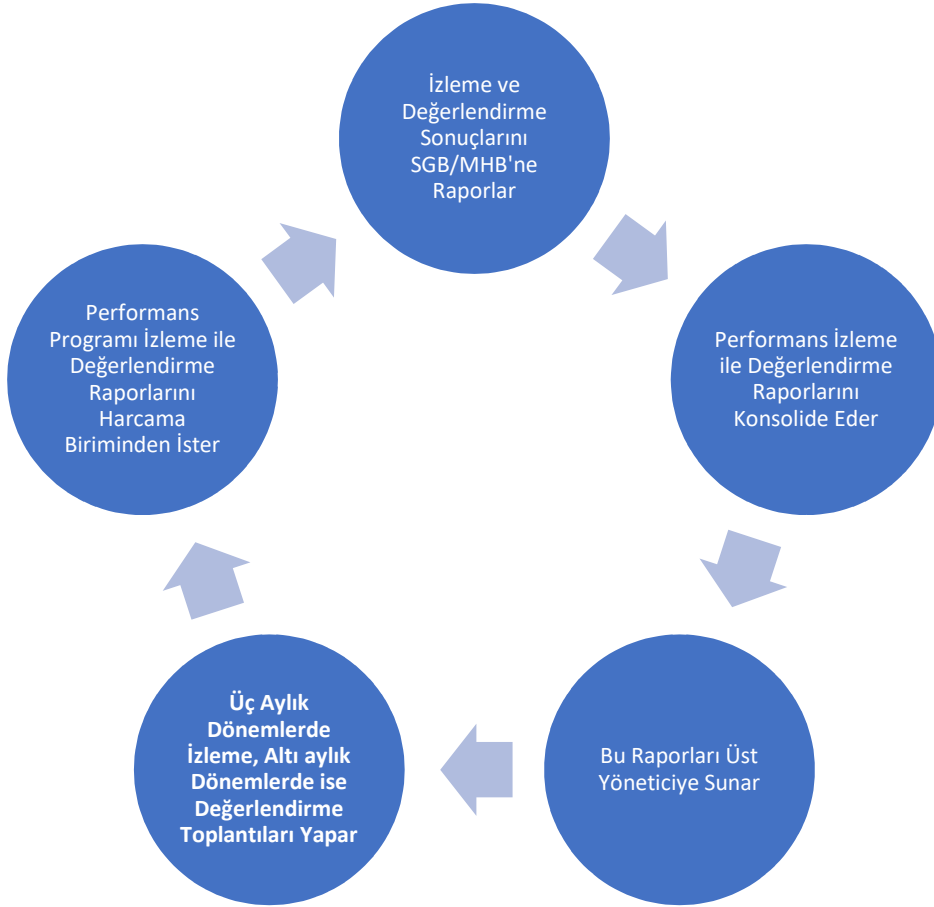 İzleme ve
Değerlendirme
Sonuçlarını
SGB/MHB'ne
Raporlar
Performans İzleme
ile Değerlendirme
Raporlarını
Konsolide Eder
Bu Raporları Üst
Yöneticiye Sunar
Üç Aylık
Dönemlerde
İzleme, Altı aylık
Dönemlerde ise
Değerlendirme
Toplantıları Yapar
Performans
Programı İzleme ile
Değerlendirme
Raporlarını
Harcama
Biriminden İster